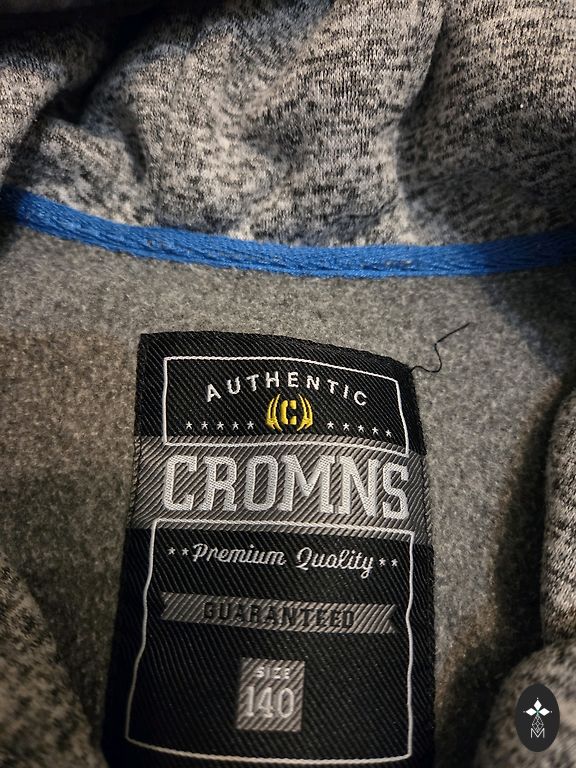 AUTHENTIC
C
CROMNS
Premium Quality
GUARANTEED
SIZE
140
M